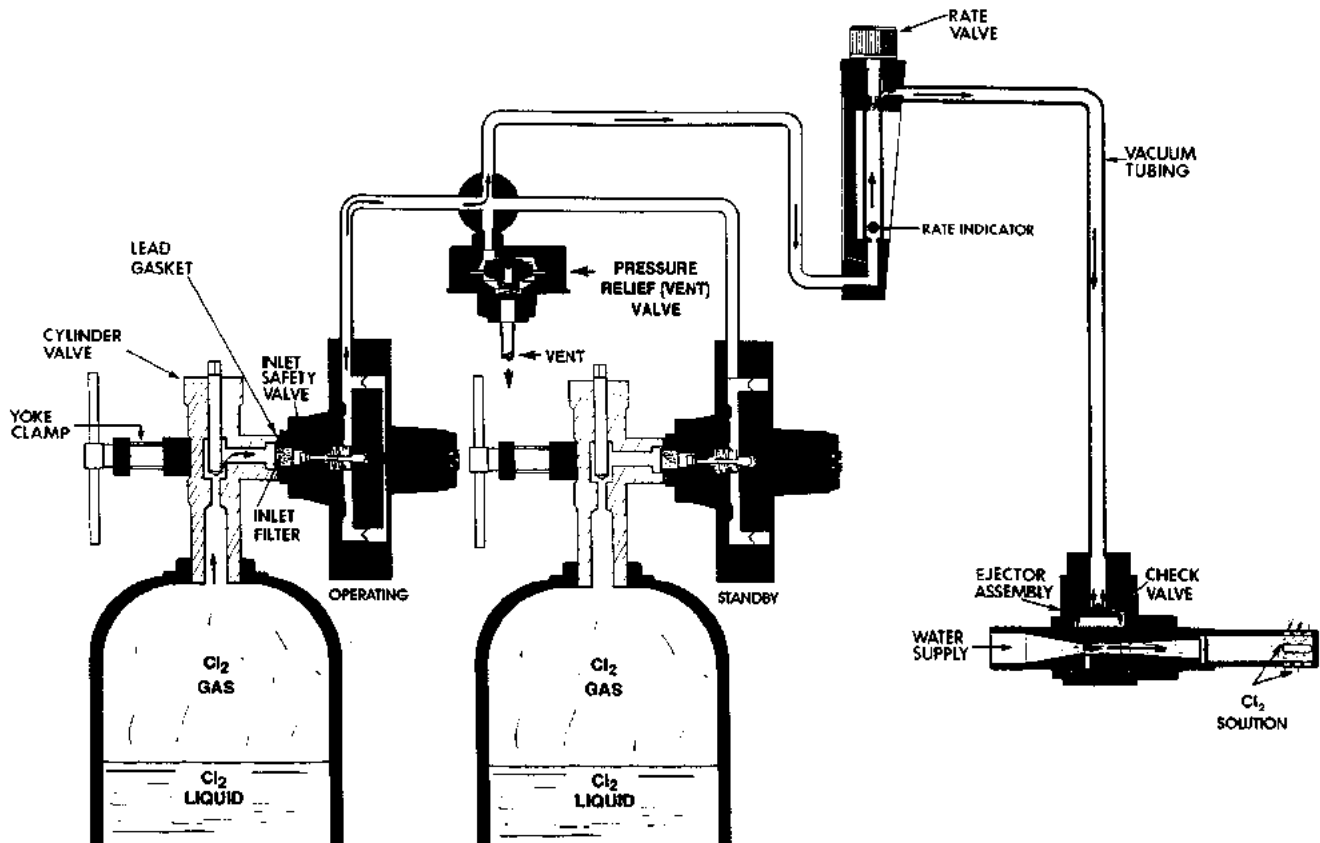 RATE
VALVE
VACUUM
TUBING
RATE INDICATOR
LEAD
GASKET
PRESSURE
RELIEF (VENT)
VALVE
CYLINDER
VALVE
INLET
SAFETY
VALVE
VENT
YOKE
CLAMP
INLET
FILTER
OPERATING
STANDBY
EJECTOR
ASSEMBLY
CHECK
VALVE
WATER
SUPPLY
Cl₂
SOLUTION
Cl₂
GAS
Cl₂
GAS
Cl₂
LIQUID
Cl₂
LIQUID